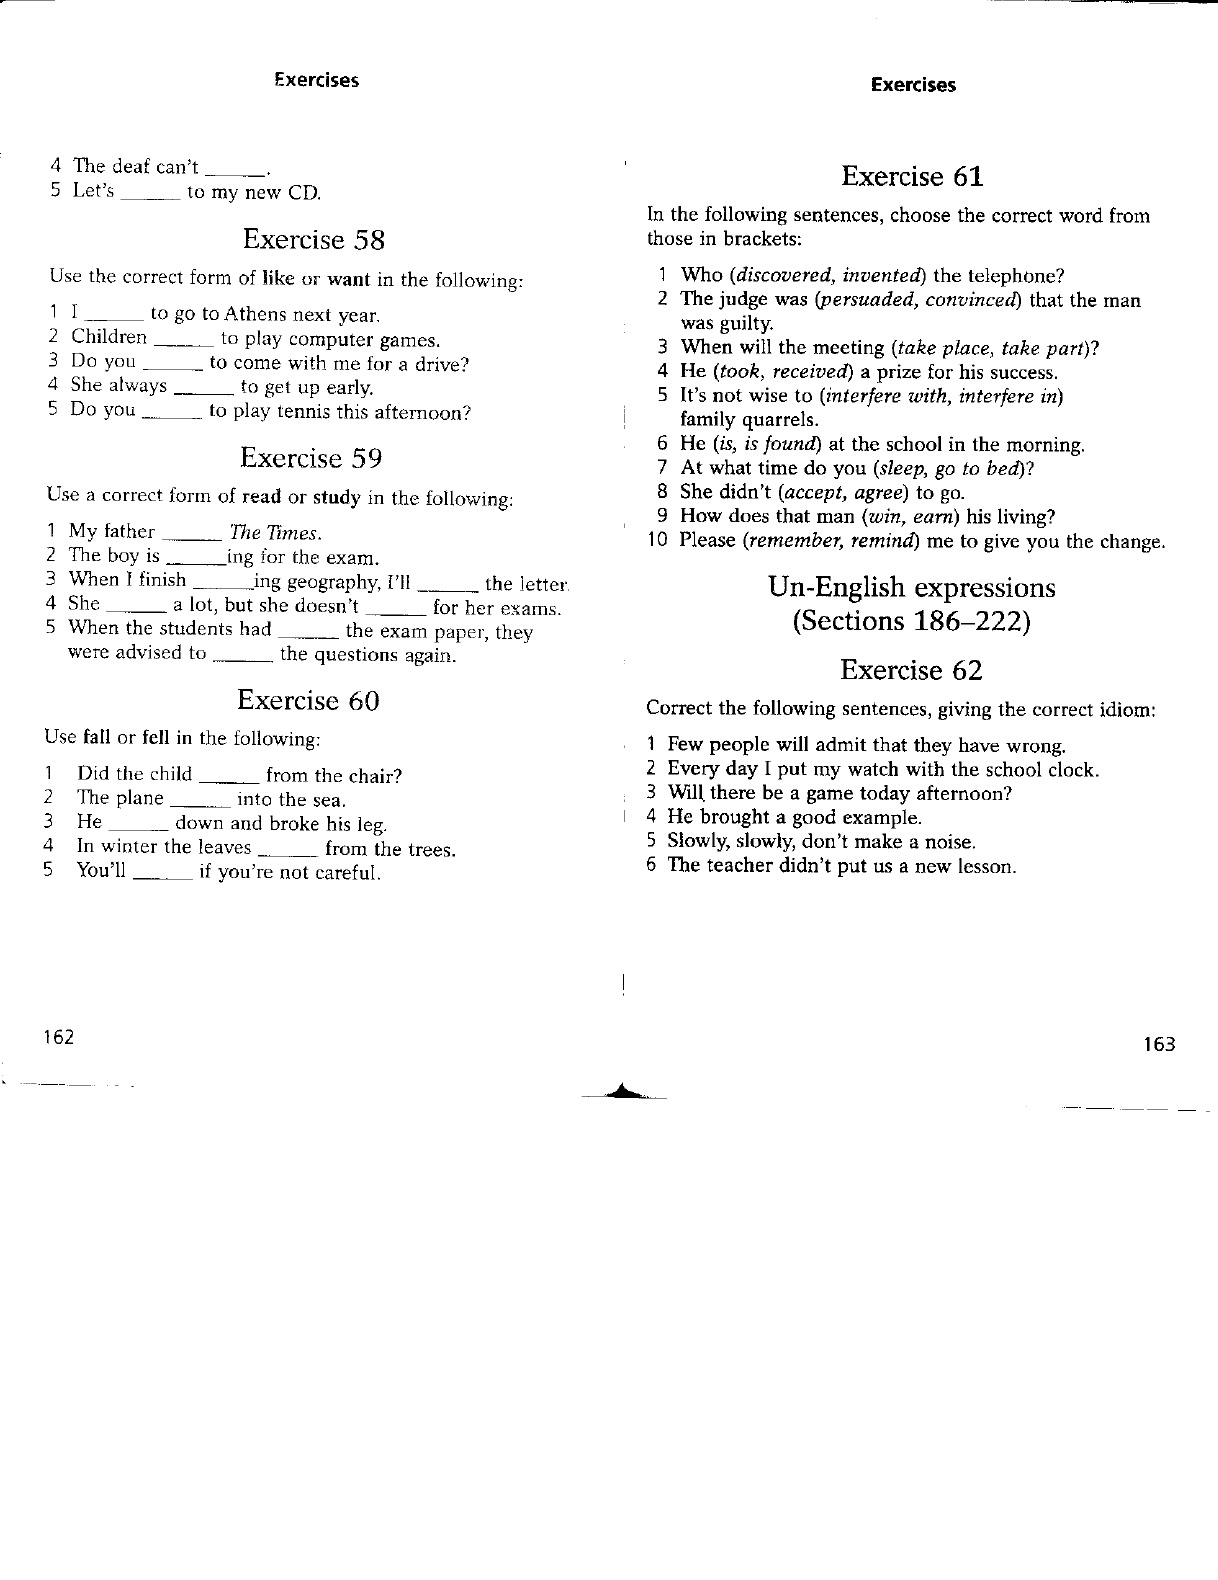 Exercises
4 The deaf can't ______.
5 Let's ______ to my new CD.
Exercise 58
Use the correct form of like or want in the following:
1 I ______ to go to Athens next year.
2 Children ______ to play computer games.
3 Do you ______ to come with me for a drive?
4 She always ______ to get up early.
5 Do you ______ to play tennis this afternoon?
Exercise 59
Use a correct form of read or study in the following:
1 My father ______ The Times.
2 The boy is ______ing for the exam.
3 When I finish ______ing geography, I'll ______ the letter.
4 She ______ a lot, but she doesn't ______ for her exams.
5 When the students had ______ the exam paper, they
were advised to ______ the questions again.
Exercise 60
Use fall or fell in the following:
1 Did the child ______ from the chair?
2 The plane ______ into the sea.
3 He ______ down and broke his leg.
4 In winter the leaves ______ from the trees.
5 You'll ______ if you're not careful.
162
Exercises
Exercise 61
In the following sentences, choose the correct word from
those in brackets:
1 Who (discovered, invented) the telephone?
2 The judge was (persuaded, convinced) that the man
was guilty.
3 When will the meeting (take place, take part)?
4 He (took, received) a prize for his success.
5 It's not wise to (interfere with, interfere in)
family quarrels.
6 He (is, is found) at the school in the morning.
7 At what time do you (sleep, go to bed)?
8 She didn't (accept, agree) to go.
9 How does that man (win, earn) his living?
10 Please (remember, remind) me to give you the change.
Un-English expressions
(Sections 186–222)
Exercise 62
Correct the following sentences, giving the correct idiom:
1 Few people will admit that they have wrong.
2 Every day I put my watch with the school clock.
3 Will there be a game today afternoon?
4 He brought a good example.
5 Slowly, slowly, don't make a noise.
6 The teacher didn't put us a new lesson.
163